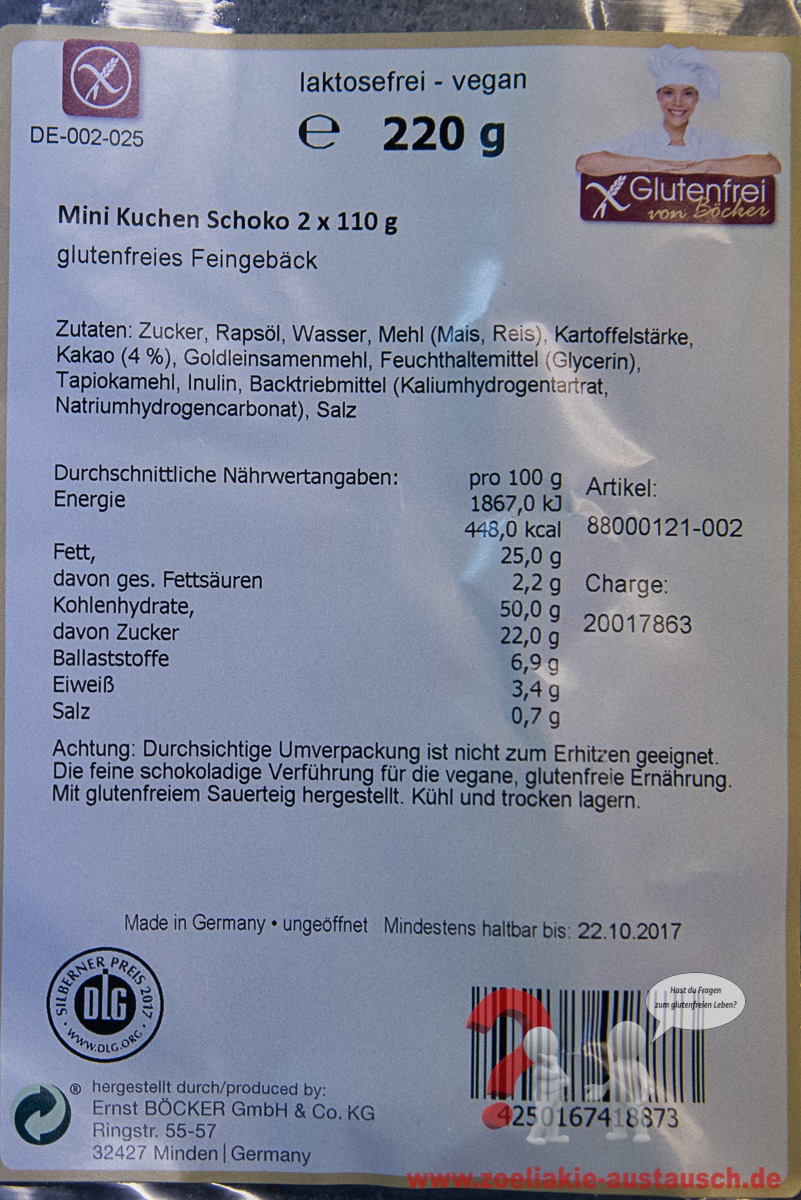 laktosefrei - vegan
DE-002-025
℮ 220 g
Glutenfrei
von Böcker
Mini Kuchen Schoko 2 x 110 g
glutenfreies Feingebäck
Zutaten: Zucker, Rapsöl, Wasser, Mehl (Mais, Reis), Kartoffelstärke,
Kakao (4 %), Goldleinsamenmehl, Feuchthaltemittel (Glycerin),
Tapiokamehl, Inulin, Backtriebmittel (Kaliumhydrogentartrat,
Natriumhydrogencarbonat), Salz
Durchschnittliche Nährwertangaben: pro 100 g
Energie 1867,0 kJ
448,0 kcal
Fett, 25,0 g
davon ges. Fettsäuren 2,2 g
Kohlenhydrate, 50,0 g
davon Zucker 22,0 g
Ballaststoffe 6,9 g
Eiweiß 3,4 g
Salz 0,7 g
Artikel:
88000121-002
Charge:
20017863
Achtung: Durchsichtige Umverpackung ist nicht zum Erhitzen geeignet.
Die feine schokoladige Verführung für die vegane, glutenfreie Ernährung.
Mit glutenfreiem Sauerteig hergestellt. Kühl und trocken lagern.
Made in Germany • ungeöffnet Mindestens haltbar bis: 22.10.2017
SILBERNER PREIS 2017
DLG
WWW.DLG.ORG
Hast du Fragen
zum glutenfreien Leben?
?
4250167418873
® hergestellt durch/produced by:
Ernst BÖCKER GmbH & Co. KG
Ringstr. 55-57
32427 Minden | Germany
www.zoeliakie-austausch.de